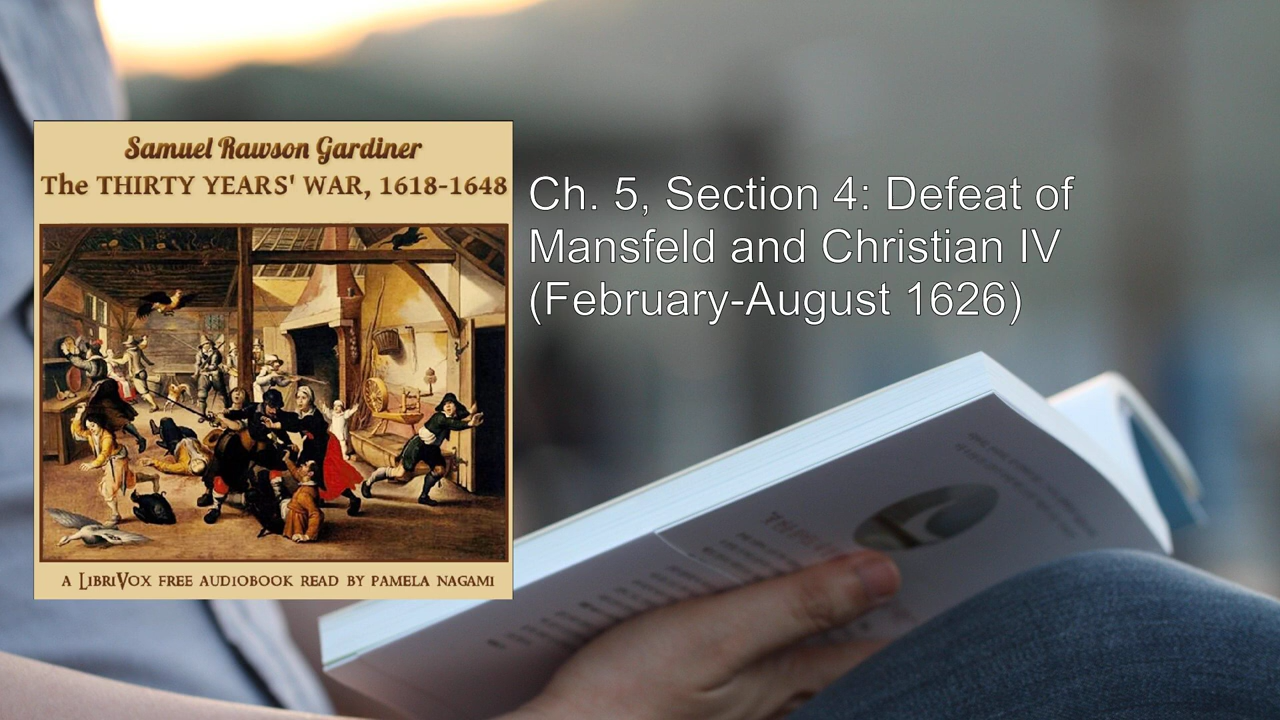 Samuel Rawson Gardiner
The THIRTY YEARS' WAR, 1618-1648
A LIBRIVOX FREE AUDIOBOOK READ BY PAMELA NAGAMI
Ch. 5, Section 4: Defeat of
Mansfeld and Christian IV
(February-August 1626)